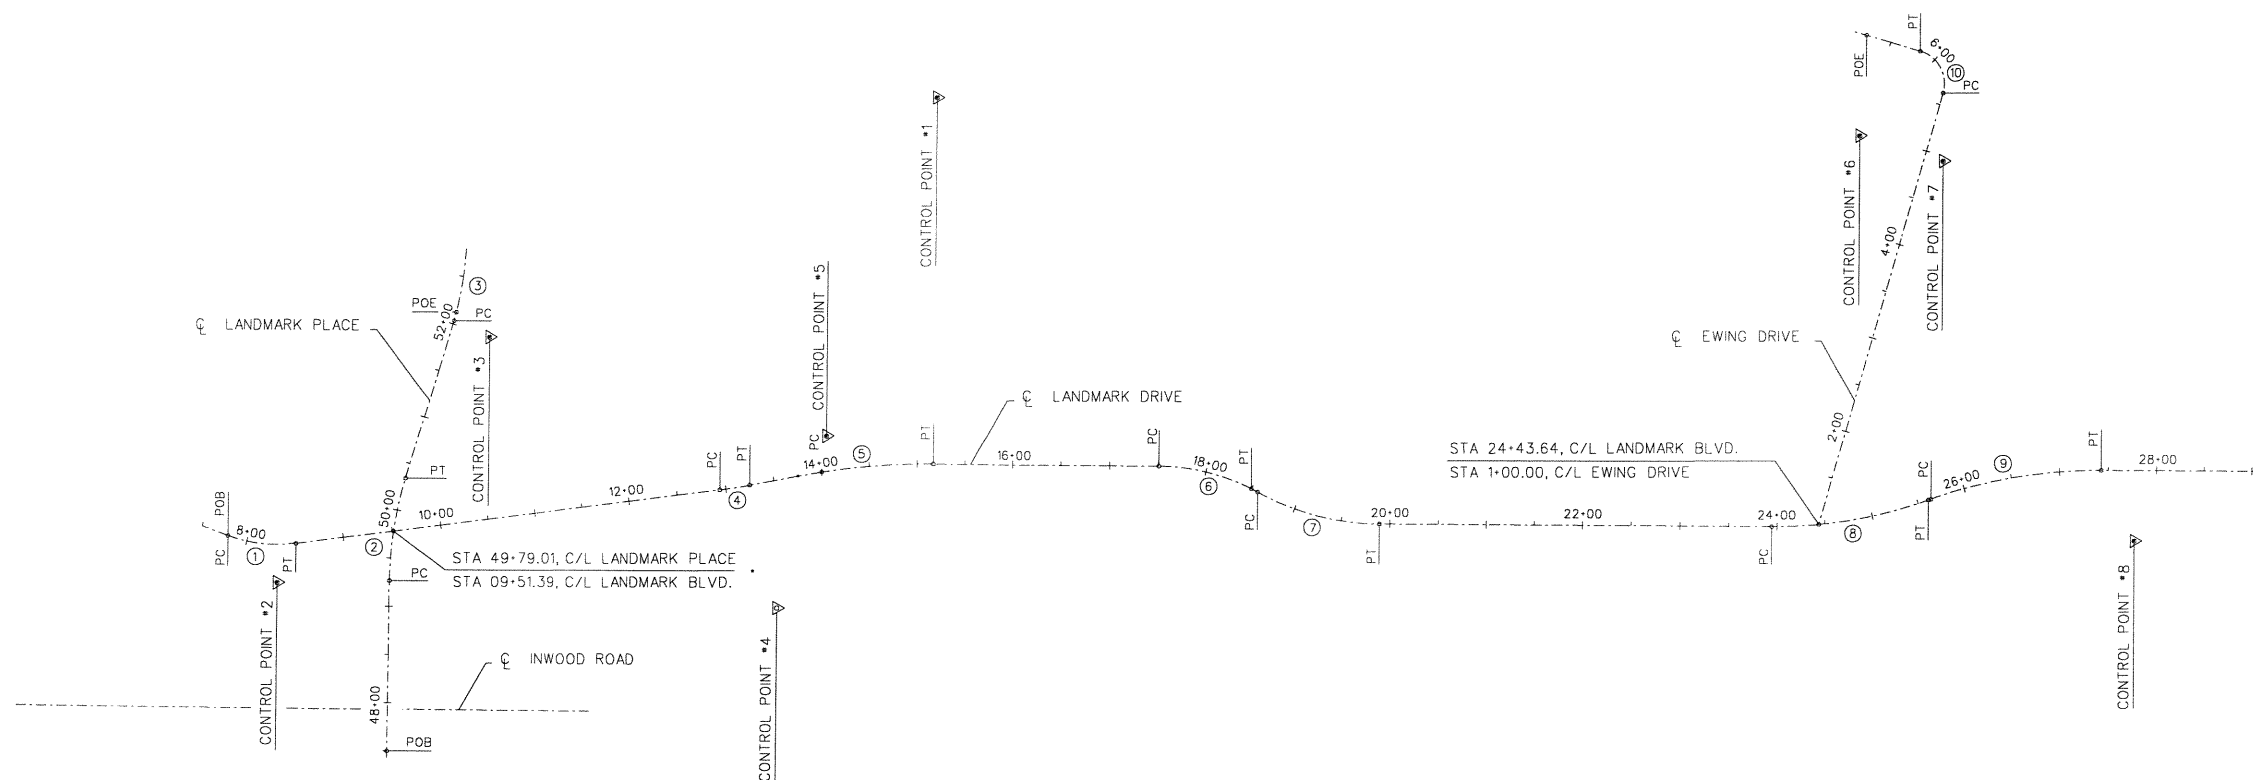 PT
6+00
⑩
POE
PC
CONTROL POINT #1
CONTROL POINT #6
CONTROL POINT #7
4+00
③
POE
PC
52+00
℄ LANDMARK PLACE
CONTROL POINT #3
CONTROL POINT #5
℄ EWING DRIVE
℄ LANDMARK DRIVE
2+00
PC
PT
PC
14+00
⑤
PT
16+00
PC
18+00
⑥
PT
STA 24+43.64, C/L LANDMARK BLVD.
STA 1+00.00, C/L EWING DRIVE
PT
PC
26+00
⑨
28+00
PT
POB
8+00
PC
①
PT
50+00
10+00
12+00
④
②
PC
⑦
20+00
PT
22+00
24+00
PC
⑧
PT
STA 49+79.01, C/L LANDMARK PLACE
STA 09+51.39, C/L LANDMARK BLVD.
PC
CONTROL POINT #2
CONTROL POINT #4
CONTROL POINT #8
℄ INWOOD ROAD
48+00
POB